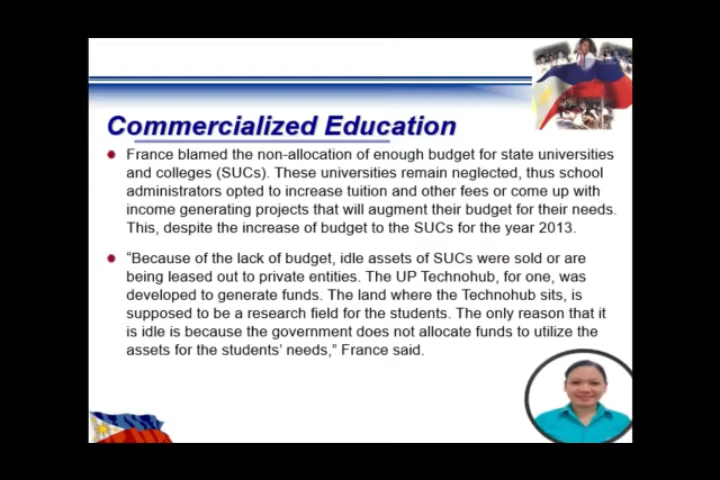 Commercialized Education
France blamed the non-allocation of enough budget for state universities
and colleges (SUCs). These universities remain neglected, thus school
administrators opted to increase tuition and other fees or come up with
income generating projects that will augment their budget for their needs.
This, despite the increase of budget to the SUCs for the year 2013.
“Because of the lack of budget, idle assets of SUCs were sold or are
being leased out to private entities. The UP Technohub, for one, was
developed to generate funds. The land where the Technohub sits, is
supposed to be a research field for the students. The only reason that it
is idle is because the government does not allocate funds to utilize the
assets for the students’ needs,” France said.